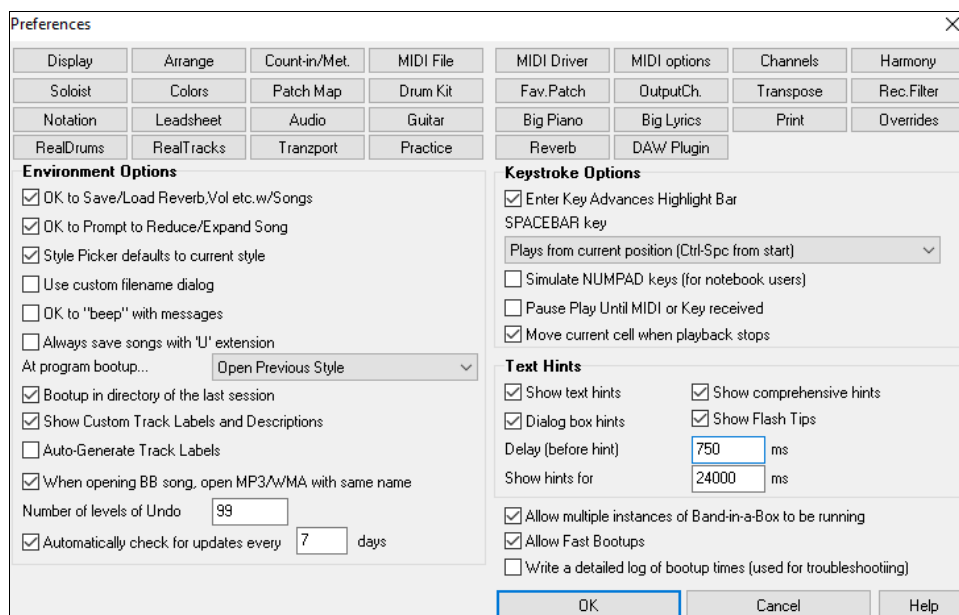 Preferences
Display Arrange Count-in/Met. MIDI File MIDI Driver MIDI options Channels Harmony
Soloist Colors Patch Map Drum Kit Fav.Patch OutputCh. Transpose Rec.Filter
Notation Leadsheet Audio Guitar Big Piano Big Lyrics Print Overrides
RealDrums RealTracks Tranzport Practice Reverb DAW Plugin
Environment Options
OK to Save/Load Reverb,Vol etc.w/Songs
OK to Prompt to Reduce/Expand Song
Style Picker defaults to current style
Use custom filename dialog
OK to "beep" with messages
Always save songs with 'U' extension
At program bootup... Open Previous Style
Bootup in directory of the last session
Show Custom Track Labels and Descriptions
Auto-Generate Track Labels
When opening BB song, open MP3/WMA with same name
Number of levels of Undo 99
Automatically check for updates every 7 days
Keystroke Options
Enter Key Advances Highlight Bar
SPACEBAR key
Plays from current position (Ctrl-Spc from start)
Simulate NUMPAD keys (for notebook users)
Pause Play Until MIDI or Key received
Move current cell when playback stops
Text Hints
Show text hints Show comprehensive hints
Dialog box hints Show Flash Tips
Delay (before hint) 750 ms
Show hints for 24000 ms
Allow multiple instances of Band-in-a-Box to be running
Allow Fast Bootups
Write a detailed log of bootup times (used for troubleshootiing)
OK Cancel Help